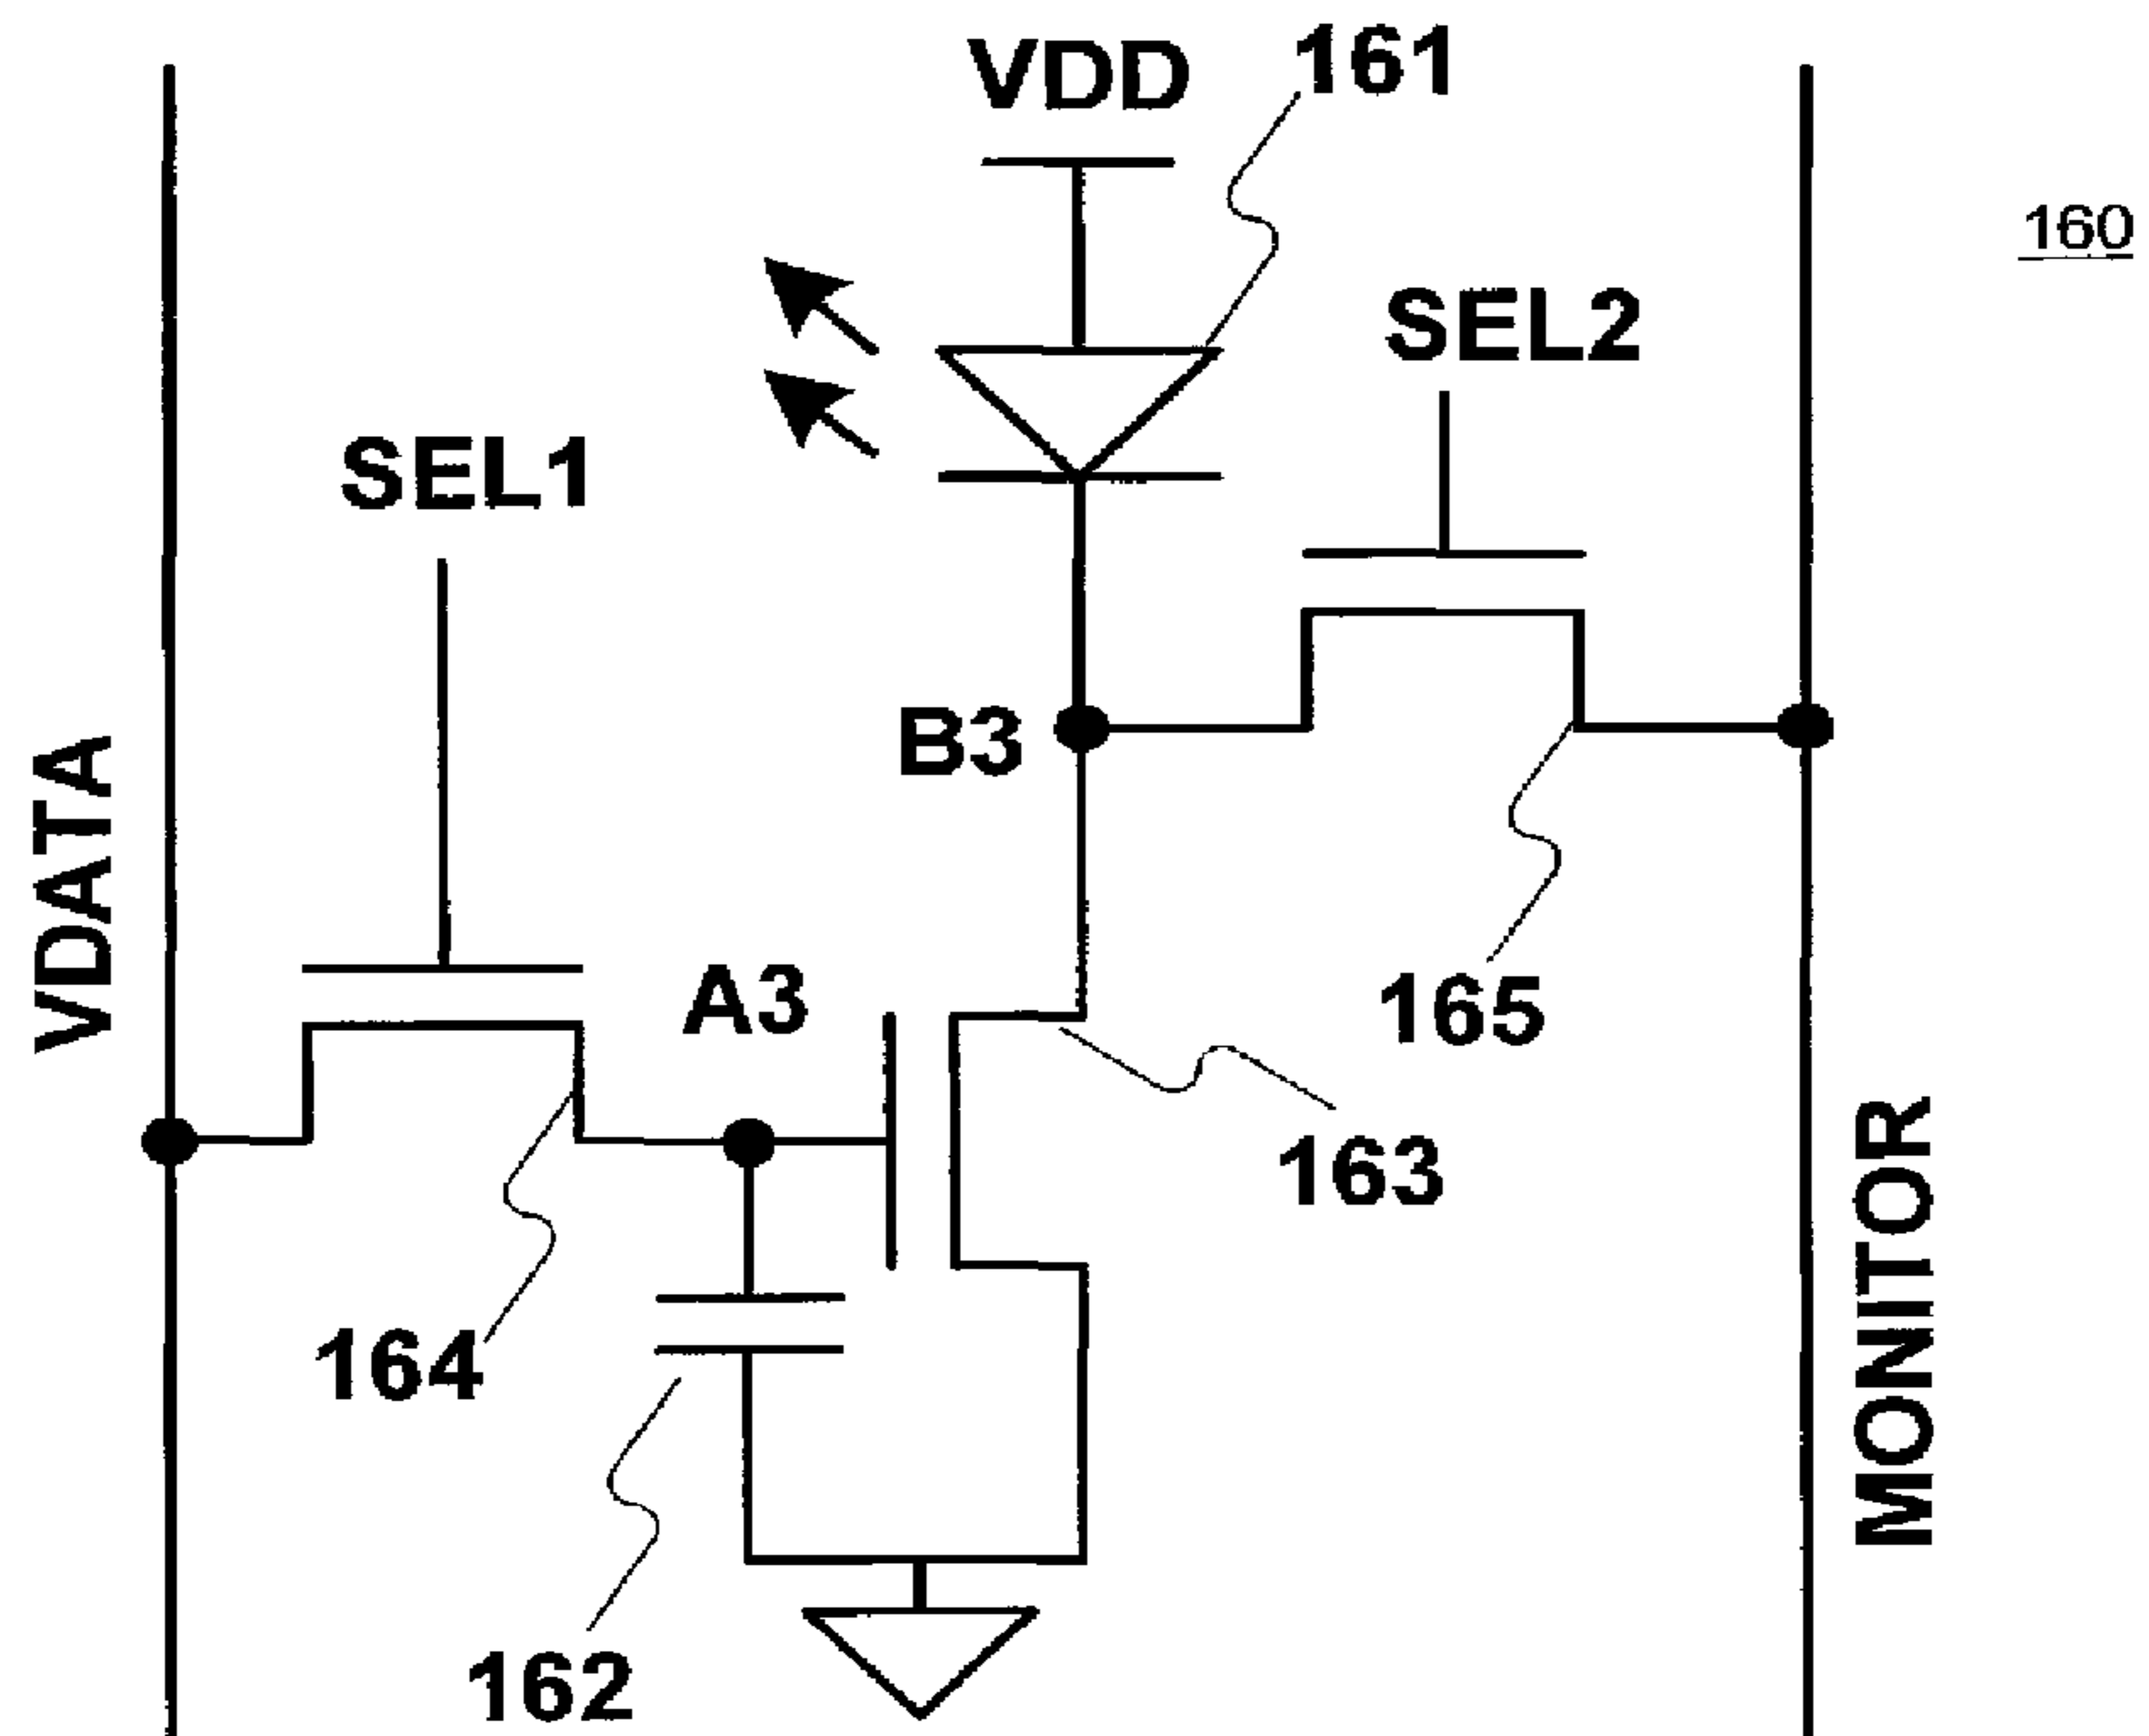 VDD
161
160
SEL2
SEL1
B3
VDATA
A3
165
163
MONITOR
164
162